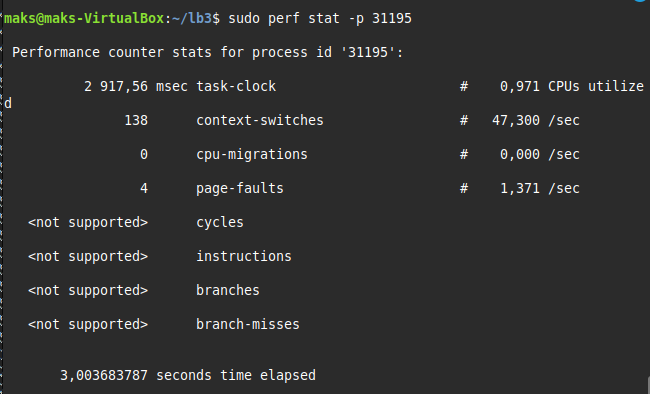 maks@maks-VirtualBox:~/lb3$ sudo perf stat -p 31195
Performance counter stats for process id '31195':
2 917,56 msec task-clock # 0,971 CPUs utilize
d
138 context-switches # 47,300 /sec
0 cpu-migrations # 0,000 /sec
4 page-faults # 1,371 /sec
<not supported> cycles
<not supported> instructions
<not supported> branches
<not supported> branch-misses
3,003683787 seconds time elapsed